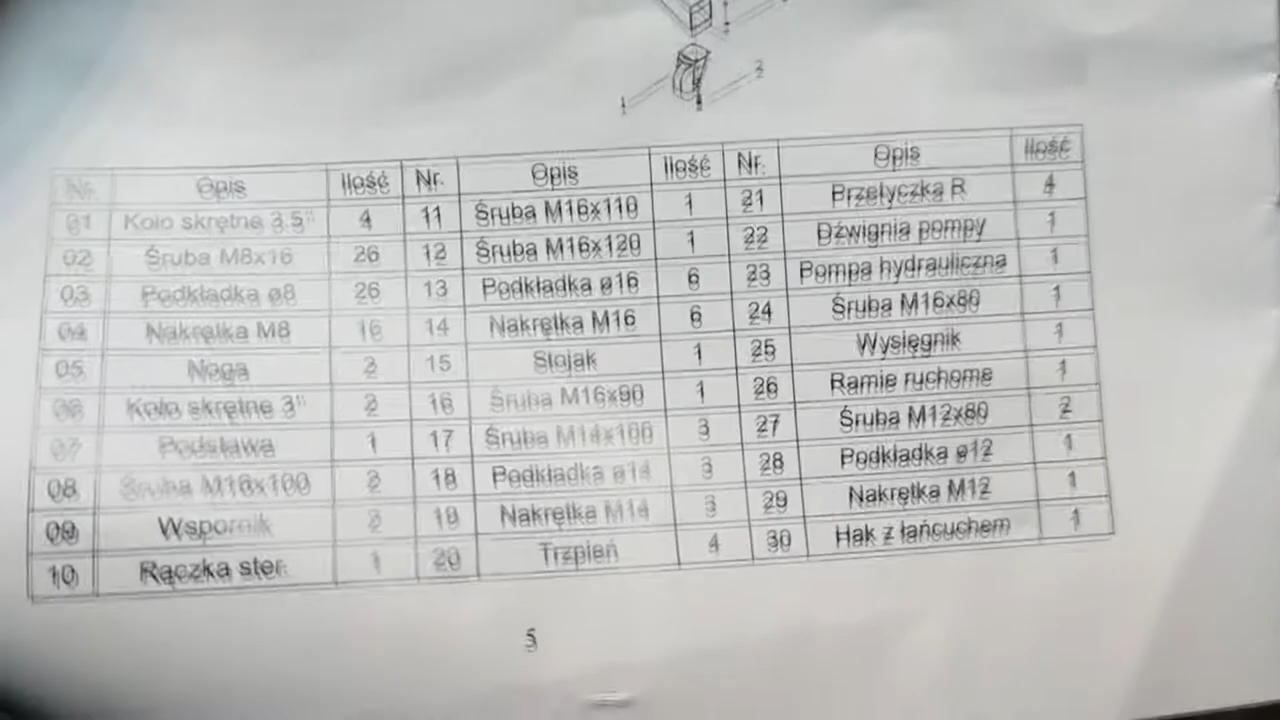 1 2
Nr. Opis Ilość Nr. Opis Ilość Nr. Opis Ilość
01 Koło skrętne 3.5" 4 11 Śruba M16x110 1 21 Przetyczka R 4
02 Śruba M8x16 26 12 Śruba M16x120 1 22 Dźwignia pompy 1
03 Podkładka ø8 26 13 Podkładka ø16 6 23 Pompa hydrauliczna 1
04 Nakrętka M8 16 14 Nakrętka M16 6 24 Śruba M16x80 1
05 Noga 2 15 Stojak 1 25 Wysięgnik 1
06 Koło skrętne 3" 2 16 Śruba M16x90 1 26 Ramie ruchome 1
07 Podstawa 1 17 Śruba M14x100 3 27 Śruba M12x80 2
08 Śruba M16x100 2 18 Podkładka ø14 3 28 Podkładka ø12 1
09 Wspornik 2 19 Nakrętka M14 3 29 Nakrętka M12 1
10 Rączka ster. 1 20 Trzpień 4 30 Hak z łańcuchem 1
5